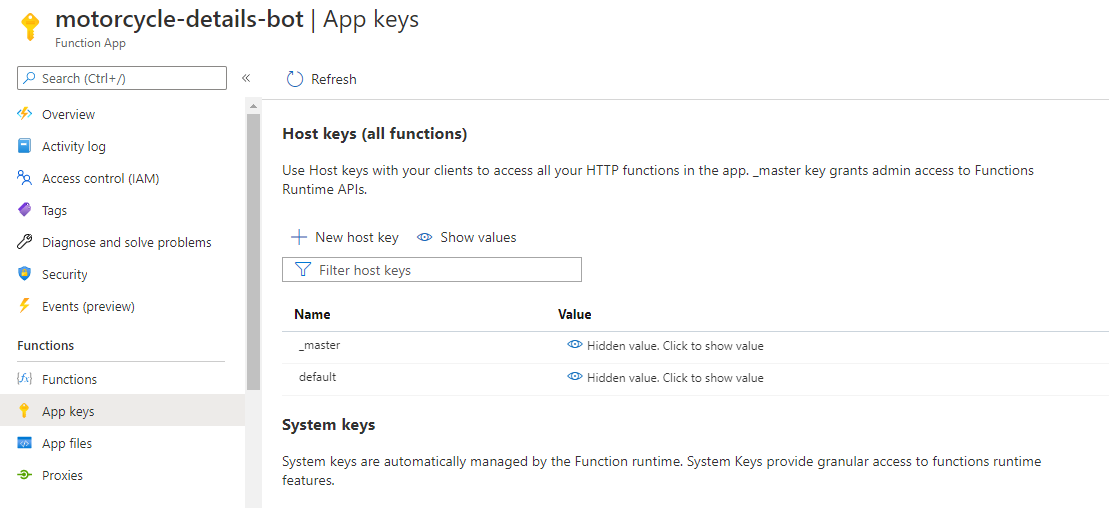 motorcycle-details-bot | App keys
Function App
Search (Ctrl+/)
«
Overview
Activity log
Access control (IAM)
Tags
Diagnose and solve problems
Security
Events (preview)
Functions
Functions
App keys
App files
Proxies
Refresh
Host keys (all functions)
Use Host keys with your clients to access all your HTTP functions in the app. _master key grants admin access to Functions
Runtime APIs.
New host key Show values
Filter host keys
Name Value
_master Hidden value. Click to show value
default Hidden value. Click to show value
System keys
System keys are automatically managed by the Function runtime. System Keys provide granular access to functions runtime
features.